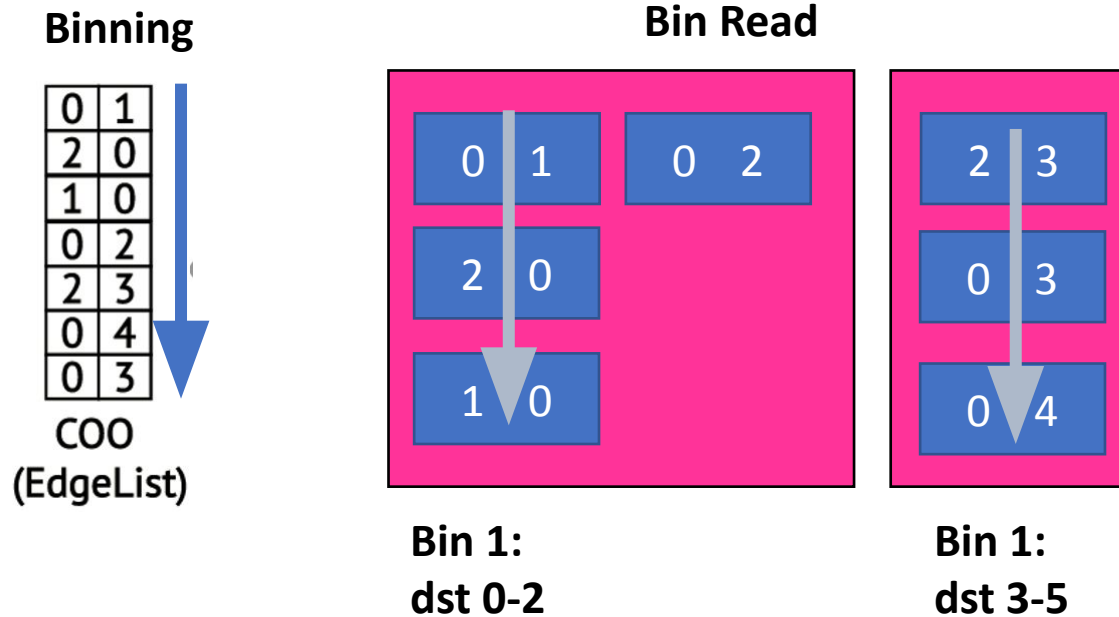 Binning
0 1
2 0
1 0
0 2
2 3
0 4
0 3
COO
(EdgeList)
Bin Read
0 1 0 2
2 0
1 0
2 3
0 3
0 4
Bin 1:
dst 0-2
Bin 1:
dst 3-5